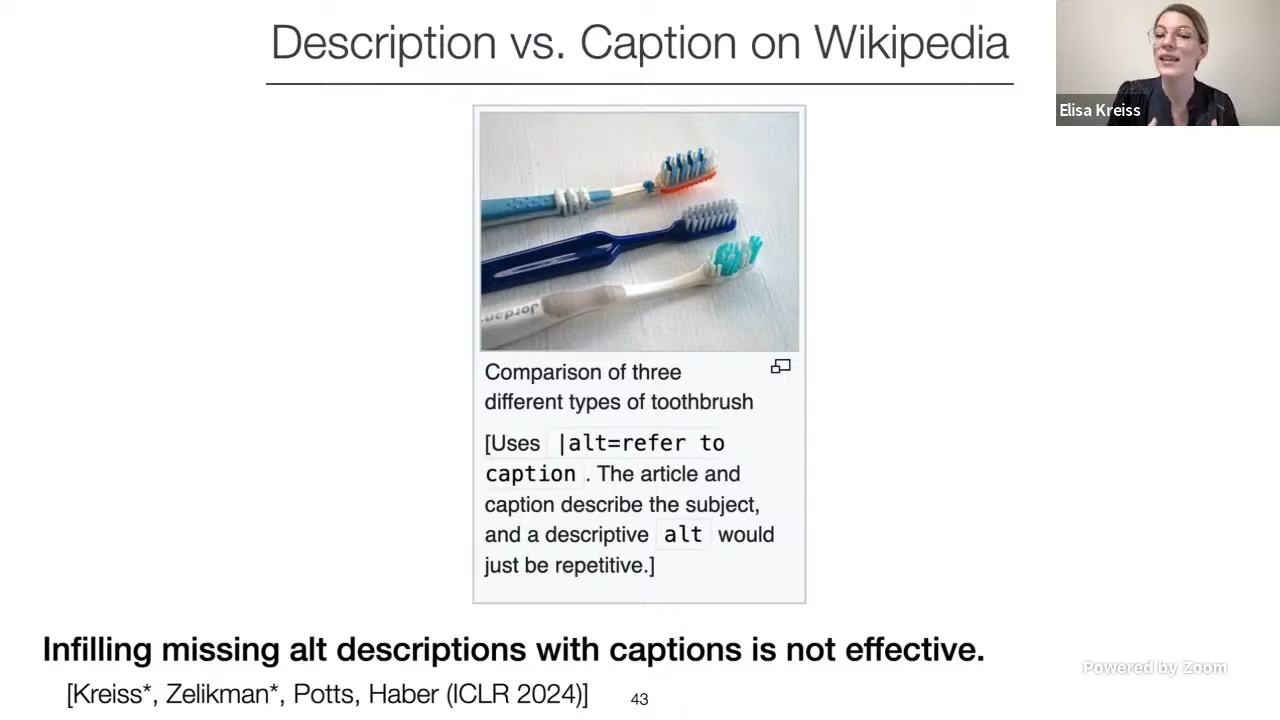 Description vs. Caption on Wikipedia
Elisa Kreiss
Jordan
Comparison of three
different types of toothbrush
[Uses |alt=refer to
caption . The article and
caption describe the subject,
and a descriptive alt would
just be repetitive.]
Infilling missing alt descriptions with captions is not effective.
Powered by Zoom
[Kreiss*, Zelikman*, Potts, Haber (ICLR 2024)]
43